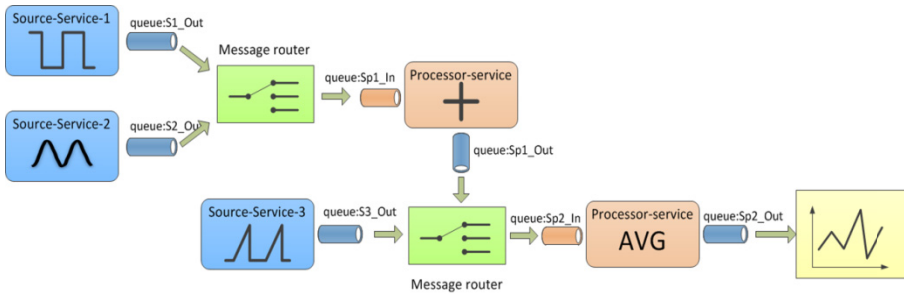 Source-Service-1
queue:S1_Out
Message router
queue:Sp1_In
Processor-service
Source-Service-2
queue:S2_Out
queue:Sp1_Out
Source-Service-3
queue:S3_Out
queue:Sp2_In
Processor-service
AVG
queue:Sp2_Out
Message router